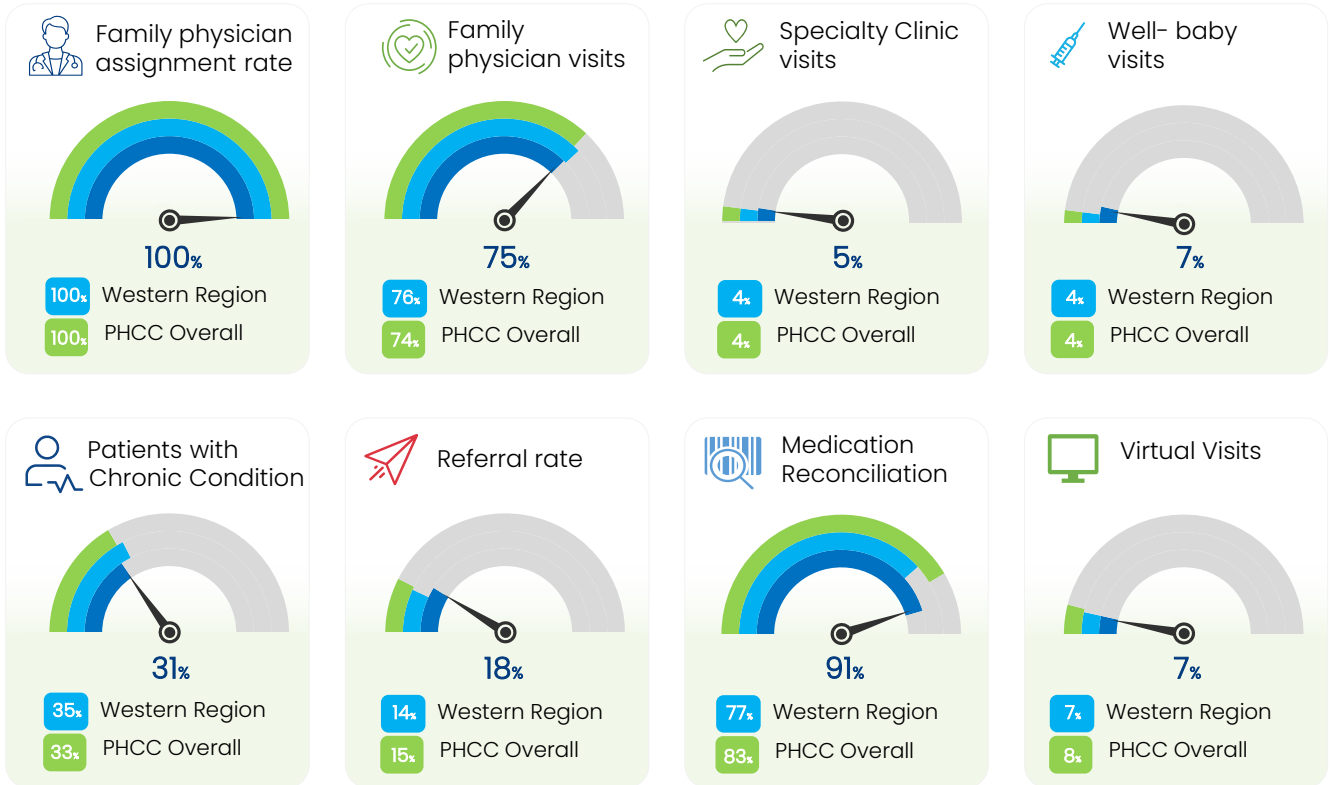 Family physician
assignment rate
100%
100% Western Region
100% PHCC Overall
Family
physician visits
75%
76% Western Region
74% PHCC Overall
Specialty Clinic
visits
5%
4% Western Region
4% PHCC Overall
Well- baby
visits
7%
4% Western Region
4% PHCC Overall
Patients with
Chronic Condition
31%
35% Western Region
33% PHCC Overall
Referral rate
18%
14% Western Region
15% PHCC Overall
Medication
Reconciliation
91%
77% Western Region
83% PHCC Overall
Virtual Visits
7%
7% Western Region
8% PHCC Overall